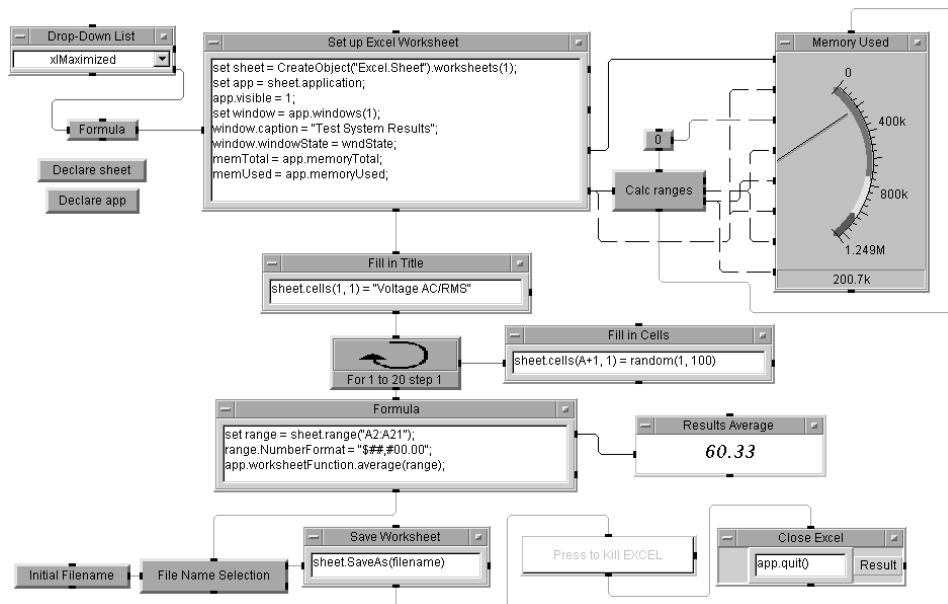 Drop-Down List
xlMaximized
Set up Excel Worksheet
set sheet = CreateObject("Excel.Sheet").worksheets(1);
set app = sheet.application;
app.visible = 1;
set window = app.windows(1);
window.caption = "Test System Results";
window.windowState = wndState;
memTotal = app.memoryTotal;
memUsed = app.memoryUsed;
Memory Used
0
400k
800k
1.249M
200.7k
Formula
Declare sheet
Declare app
0
Calc ranges
Fill in Title
sheet.cells(1, 1) = "Voltage AC/RMS"
For 1 to 20 step 1
Fill in Cells
sheet.cells(A+1, 1) = random(1, 100)
Formula
set range = sheet.range("A2:A21");
range.NumberFormat = "$##,#00.00";
app.worksheetFunction.average(range);
Results Average
60.33
Initial Filename
File Name Selection
Save Worksheet
sheet.SaveAs(filename)
Press to Kill EXCEL
Close Excel
app.quit()
Result